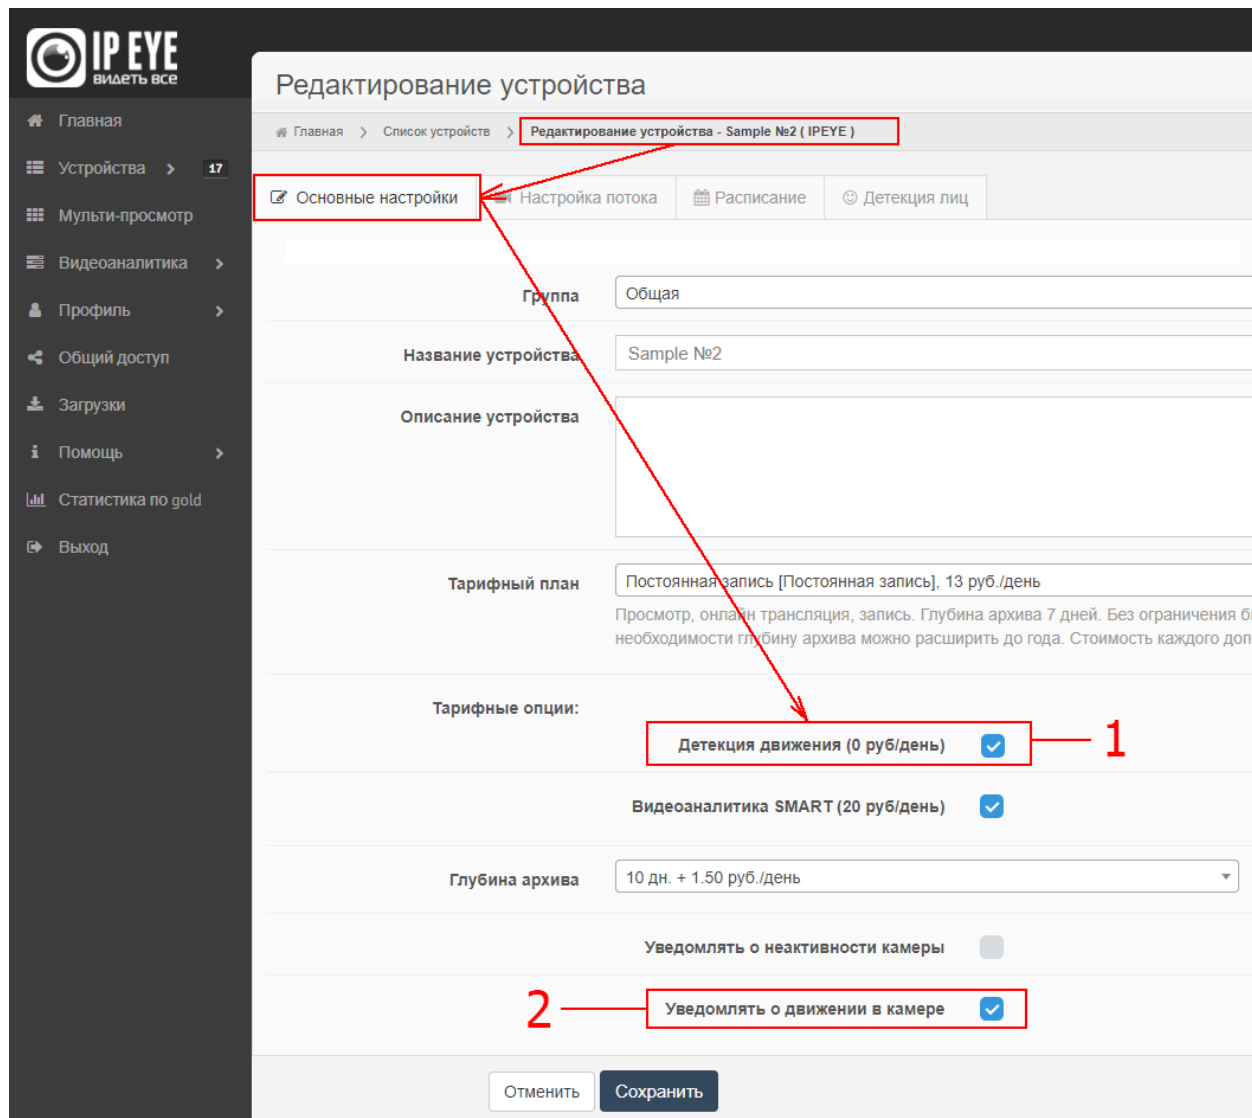 IP EYE
ВИДЕТЬ ВСЕ
Главная
Устройства 17
Мульти-просмотр
Видеоаналитика
Профиль
Общий доступ
Загрузки
Помощь
Статистика по gold
Выход
Редактирование устройства
Главная > Список устройств > Редактирование устройства - Sample №2 ( IPEYE )
Основные настройки
Настройка потока
Расписание
Детекция лиц
Группа
Общая
Название устройства
Sample №2
Описание устройства
Тарифный план
Постоянная запись [Постоянная запись], 13 руб./день
Просмотр, онлайн трансляция, запись. Глубина архива 7 дней. Без ограничения
необходимости глубину архива можно расширить до года. Стоимость каждого доп
Тарифные опции:
Детекция движения (0 руб/день)
1
Видеоаналитика SMART (20 руб/день)
Глубина архива
10 дн. + 1.50 руб./день
Уведомлять о неактивности камеры
2
Уведомлять о движении в камере
Отменить
Сохранить